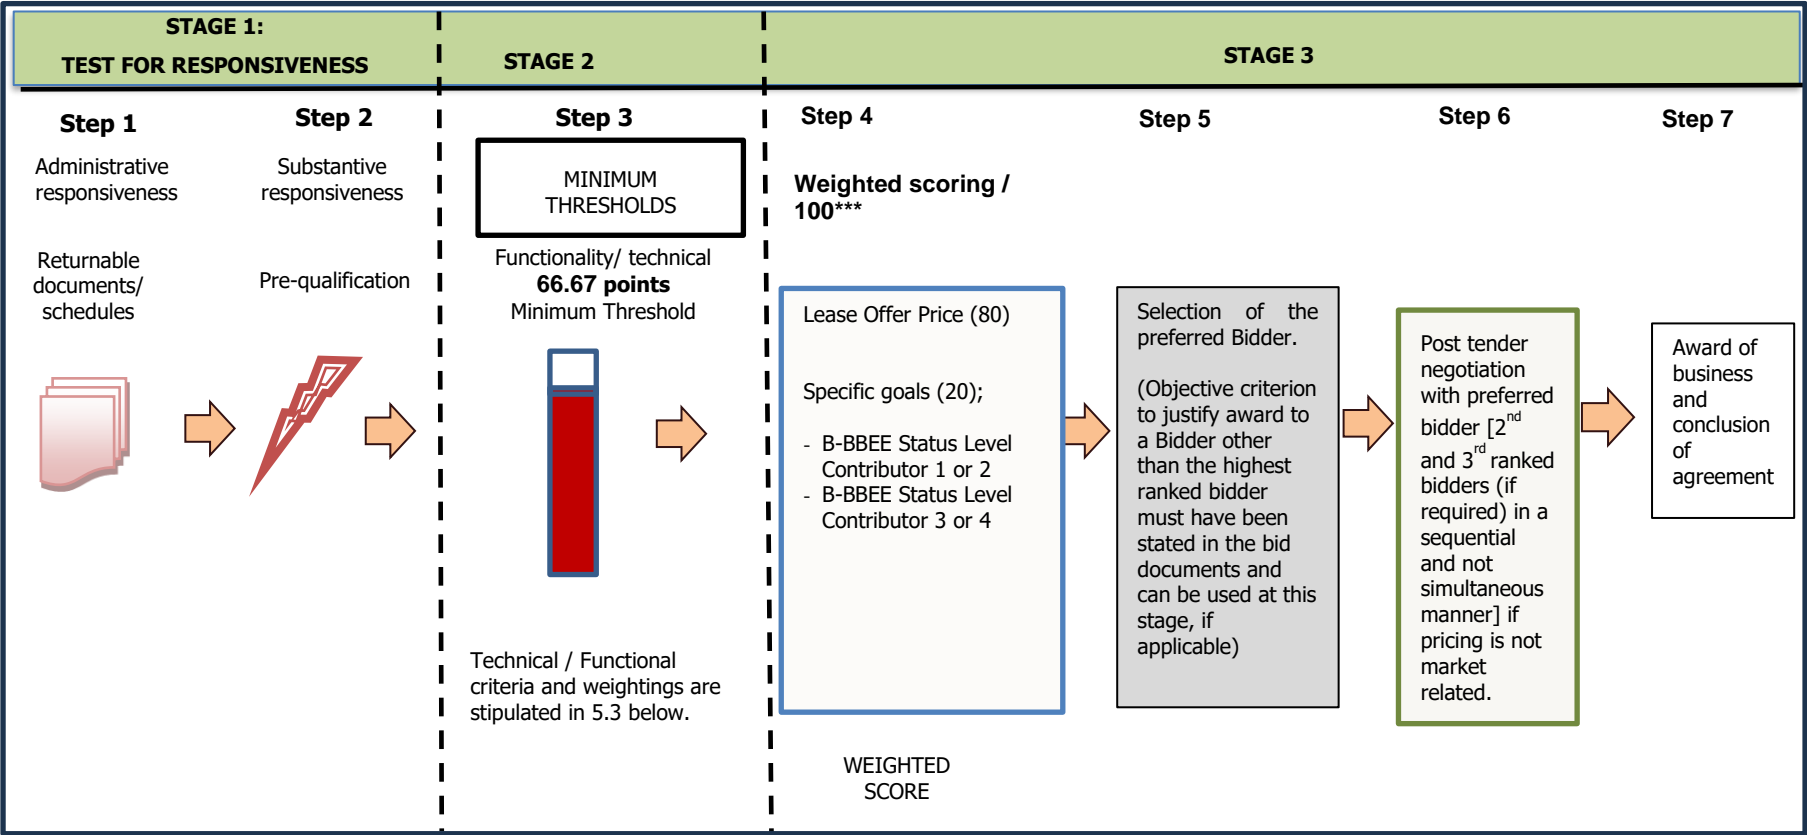 STAGE 1:
TEST FOR RESPONSIVENESS
STAGE 2
STAGE 3
Step 1
Administrative
responsiveness
Returnable
documents/
schedules
Step 2
Substantive
responsiveness
Pre-qualification
Step 3
MINIMUM
THRESHOLDS
Functionality/ technical
66.67 points
Minimum Threshold
Technical / Functional
criteria and weightings are
stipulated in 5.3 below.
Step 4
Weighted scoring /
100***
Lease Offer Price (80)
Specific goals (20);
- B-BBEE Status Level
Contributor 1 or 2
- B-BBEE Status Level
Contributor 3 or 4
WEIGHTED
SCORE
Step 5
Selection of the
preferred Bidder.
(Objective criterion
to justify award to
a Bidder other
than the highest
ranked bidder
must have been
stated in the bid
documents and
can be used at this
stage, if
applicable)
Step 6
Post tender
negotiation
with preferred
bidder [2nd
and 3rd ranked
bidders (if
required) in a
sequential
and not
simultaneous
manner] if
pricing is not
market
related.
Step 7
Award of
business
and
conclusion
of
agreement